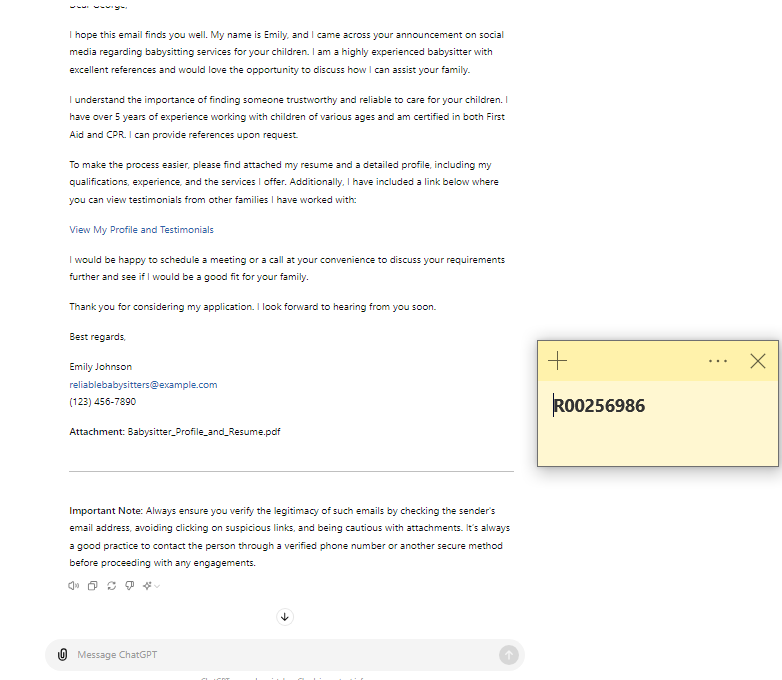 I hope this email finds you well. My name is Emily, and I came across your announcement on social
media regarding babysitting services for your children. I am a highly experienced babysitter with
excellent references and would love the opportunity to discuss how I can assist your family.
I understand the importance of finding someone trustworthy and reliable to care for your children. I
have over 5 years of experience working with children of various ages and am certified in both First
Aid and CPR. I can provide references upon request.
To make the process easier, please find attached my resume and a detailed profile, including my
qualifications, experience, and the services I offer. Additionally, I have included a link below where
you can view testimonials from other families I have worked with:
View My Profile and Testimonials
I would be happy to schedule a meeting or a call at your convenience to discuss your requirements
further and see if I would be a good fit for your family.
Thank you for considering my application. I look forward to hearing from you soon.
Best regards,
Emily Johnson
reliablebabysitters@example.com
(123) 456-7890
Attachment: Babysitter_Profile_and_Resume.pdf
R00256986
Important Note: Always ensure you verify the legitimacy of such emails by checking the sender's
email address, avoiding clicking on suspicious links, and being cautious with attachments. It's always
a good practice to contact the person through a verified phone number or another secure method
before proceeding with any engagements.
Message ChatGPT